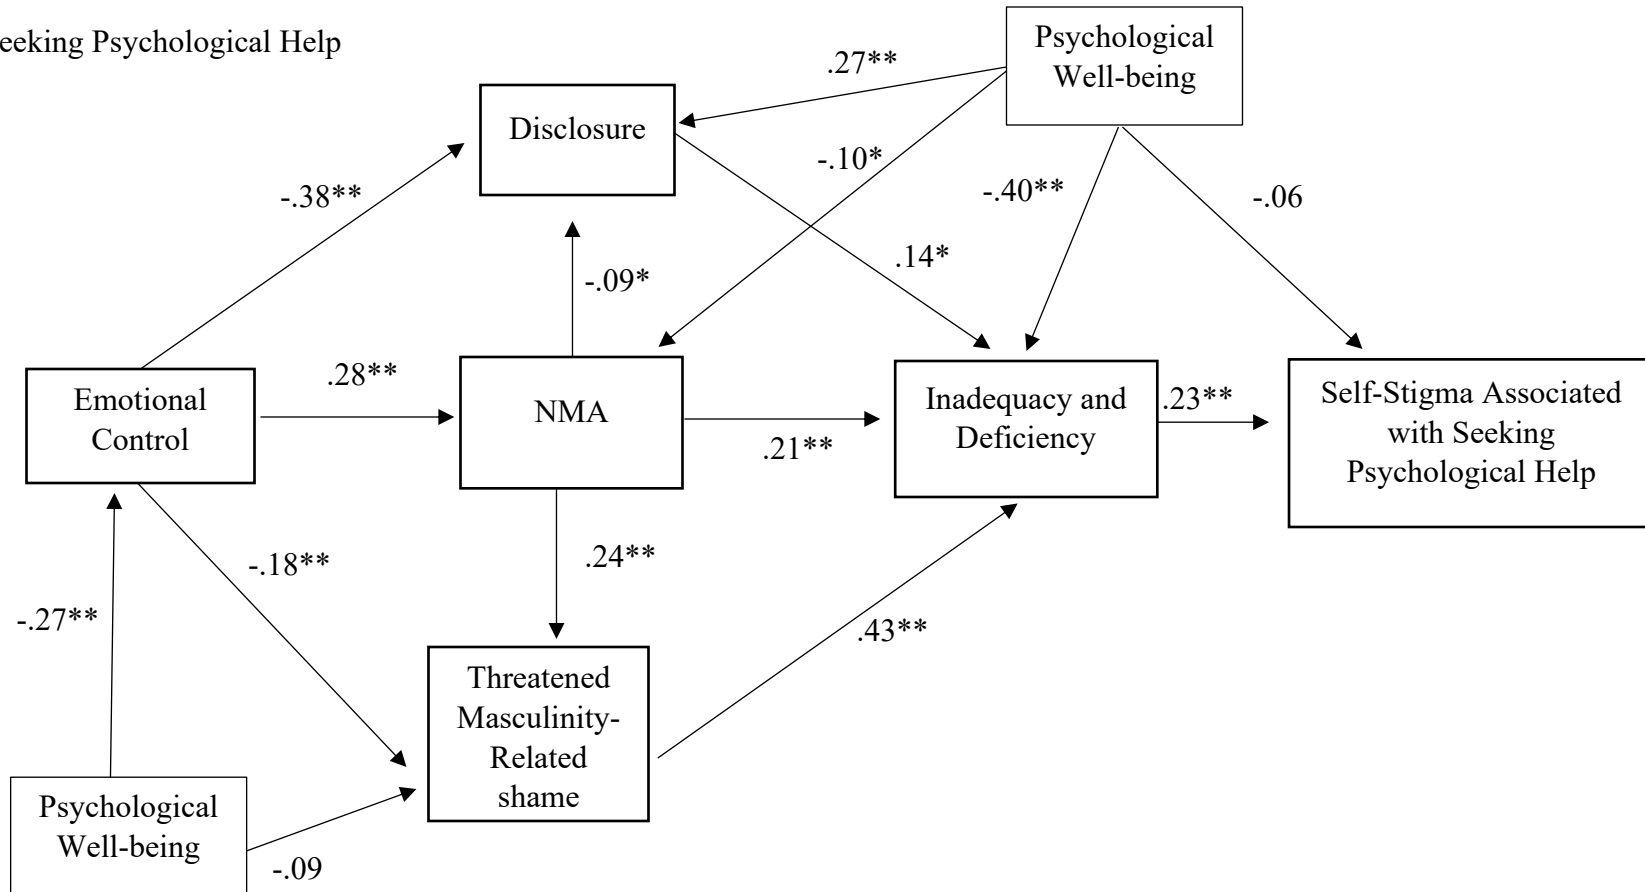 eeking Psychological Help
Psychological
Well-being
.27**
Disclosure
-.10*
-.40**
-.06
-.38**
.14*
-.09*
Emotional
Control
.28**
NMA
.21**
Inadequacy and
Deficiency
.23**
Self-Stigma Associated
with Seeking
Psychological Help
-.18**
.24**
-.27**
.43**
Threatened
Masculinity-
Related
shame
Psychological
Well-being
-.09